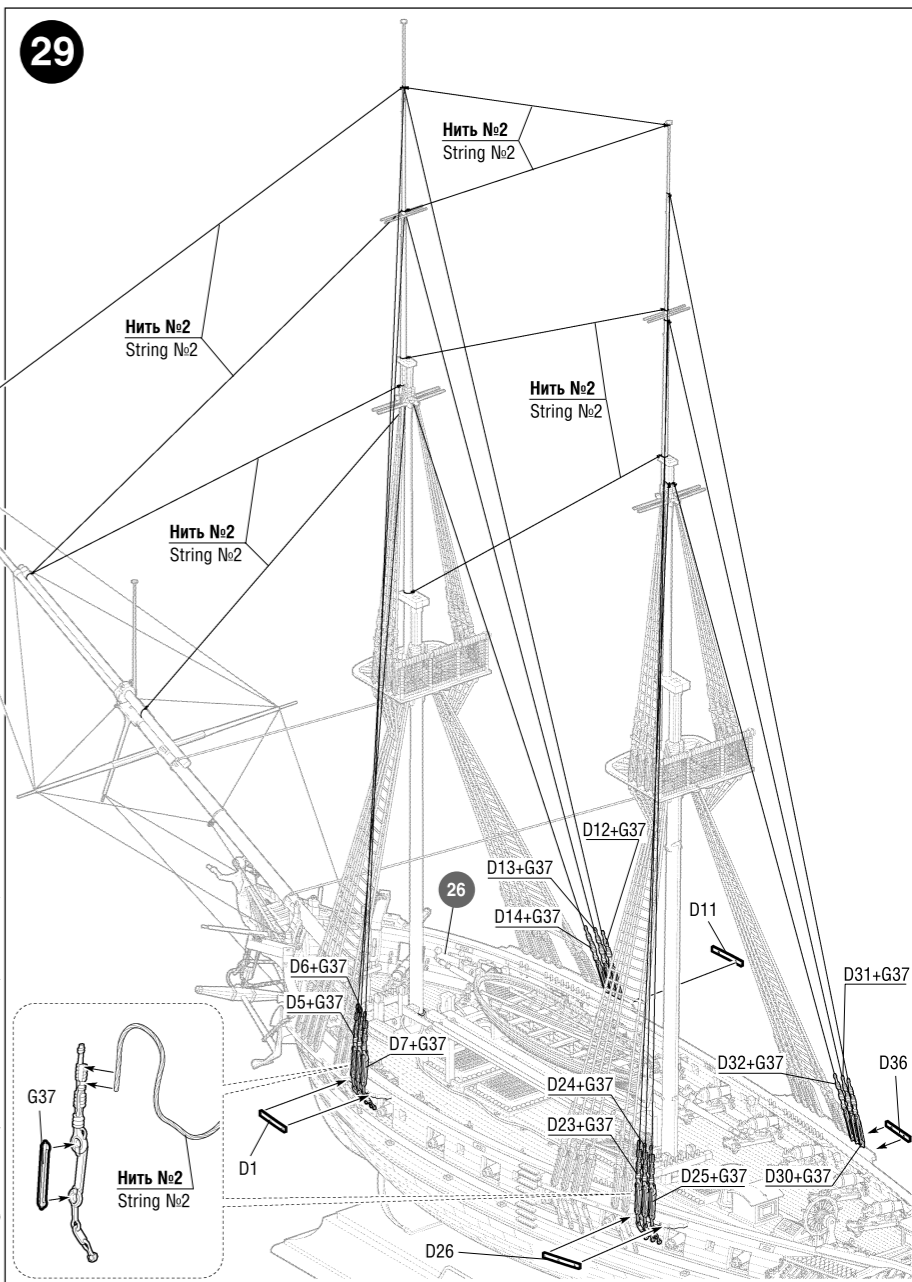 29
Нить №2
String №2
Нить №2
String №2
Нить №2
String №2
Нить №2
String №2
D12+G37
D13+G37
26
D11
D14+G37
D6+G37
D31+G37
D5+G37
D7+G37
D32+G37
D36
G37
D24+G37
D23+G37
D1
Нить №2
String №2
D25+G37
D30+G37
D26